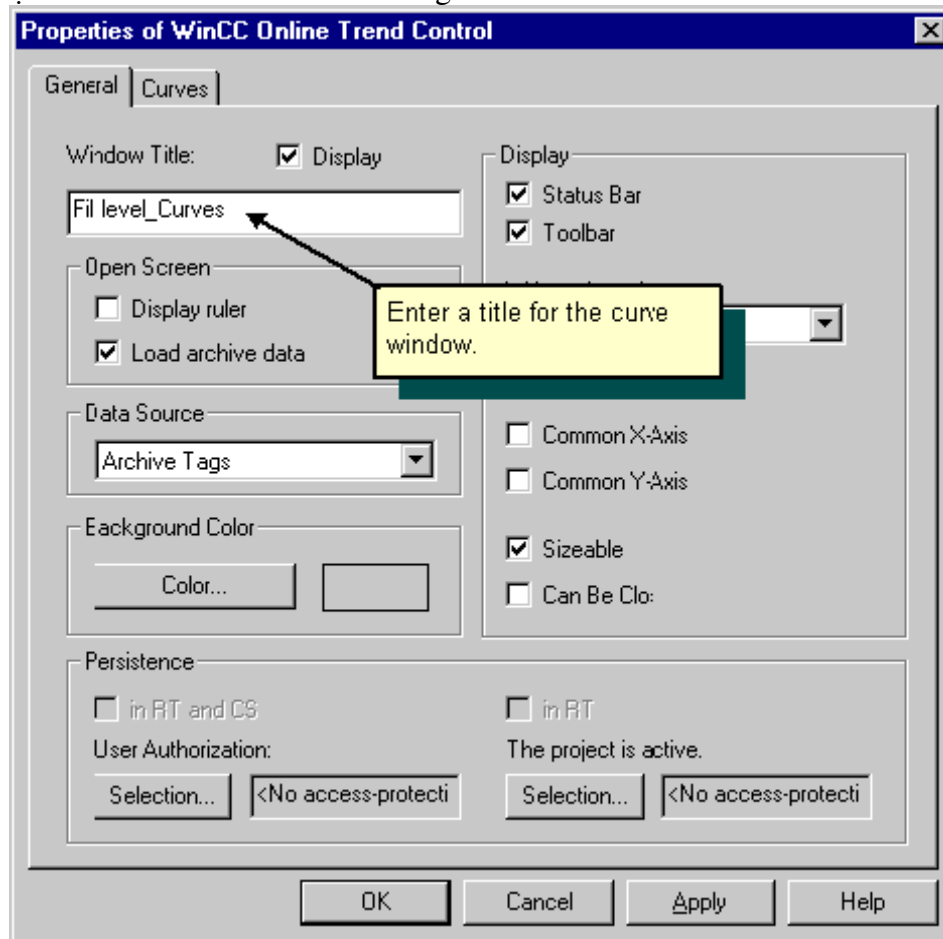 Properties of WinCC Online Trend Control
General
Curves
Window Title:
Display
Fil level_Curves
Open Screen
Display ruler
Load archive data
Data Source
Archive Tags
Eackground Color
Color...
Display
Status Bar
Toolbar
Enter a title for the curve
window.
Common X-Axis
Common Y-Axis
Sizeable
Can Be Clo:
Persistence
in RT and CS
in RT
User Authorization:
The project is active.
Selection...
<No access-protecti
Selection...
<No access-protecti
OK
Cancel
Apply
Help